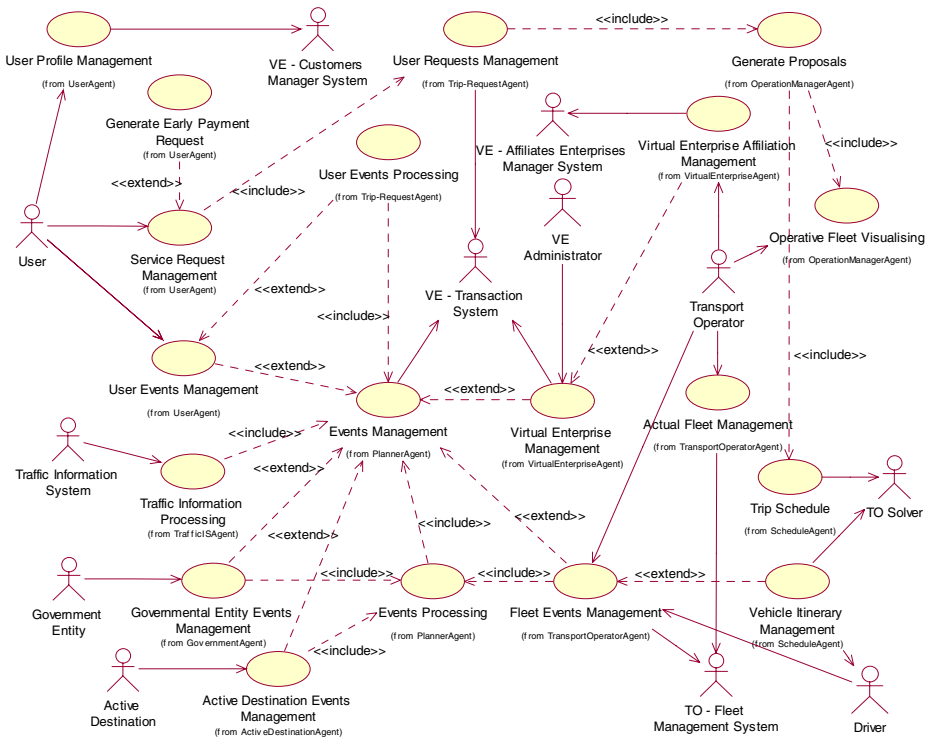 <<include>>
User Profile Management
(from UserAgent)
VE - Customers
Manager System
User Requests Management
(from Trip-RequestAgent)
Generate Proposals
(from OperationManagerAgent)
Generate Early Payment
Request
(from UserAgent)
<<extend>>
<<include>>
User Events Processing
(from Trip-RequestAgent)
VE - Affiliates Enterprises
Manager System
Virtual Enterprise Affiliation
Management
(from VirtualEnterpriseAgent)
<<include>>
User
Service Request
Management
(from UserAgent)
VE
Administrator
Operative Fleet Visualising
(from OperationManagerAgent)
<<extend>>
VE - Transaction
System
Transport
Operator
<<include>>
<<extend>>
<<include>>
User Events Management
(from UserAgent)
<<extend>>
<<extend>>
Events Management
(from PlannerAgent)
Virtual Enterprise
Management
(from VirtualEnterpriseAgent)
Actual Fleet Management
(from TransportOperatorAgent)
<<include>>
Traffic Information
System
Traffic Information
Processing
(from TrafficISAgent)
<<extend>>
Trip Schedule
(from ScheduleAgent)
TO Solver
<<extend>>
<<include>>
<<extend>>
Government
Entity
Governmental Entity Events
Management
(from GovernmentAgent)
<<include>>
Events Processing
(from PlannerAgent)
<<include>>
Fleet Events Management
(from TransportOperatorAgent)
<<extend>>
Vehicle Itinerary
Management
(from ScheduleAgent)
<<include>>
Active
Destination
Active Destination Events
Management
(from ActiveDestinationAgent)
TO - Fleet
Management System
Driver